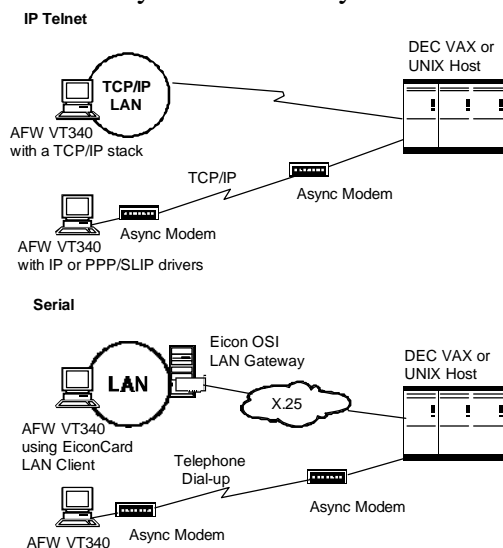 IP Telnet
DEC VAX or
UNIX Host
TCP/IP
LAN
AFW VT340
with a TCP/IP stack
TCP/IP
Async Modem
Async Modem
AFW VT340
with IP or PPP/SLIP drivers
Serial
Eicon OSI
LAN Gateway
DEC VAX or
UNIX Host
LAN
X.25
AFW VT340
using EiconCard
LAN Client
Telephone
Dial-up
Async Modem
Async Modem
AFW VT340